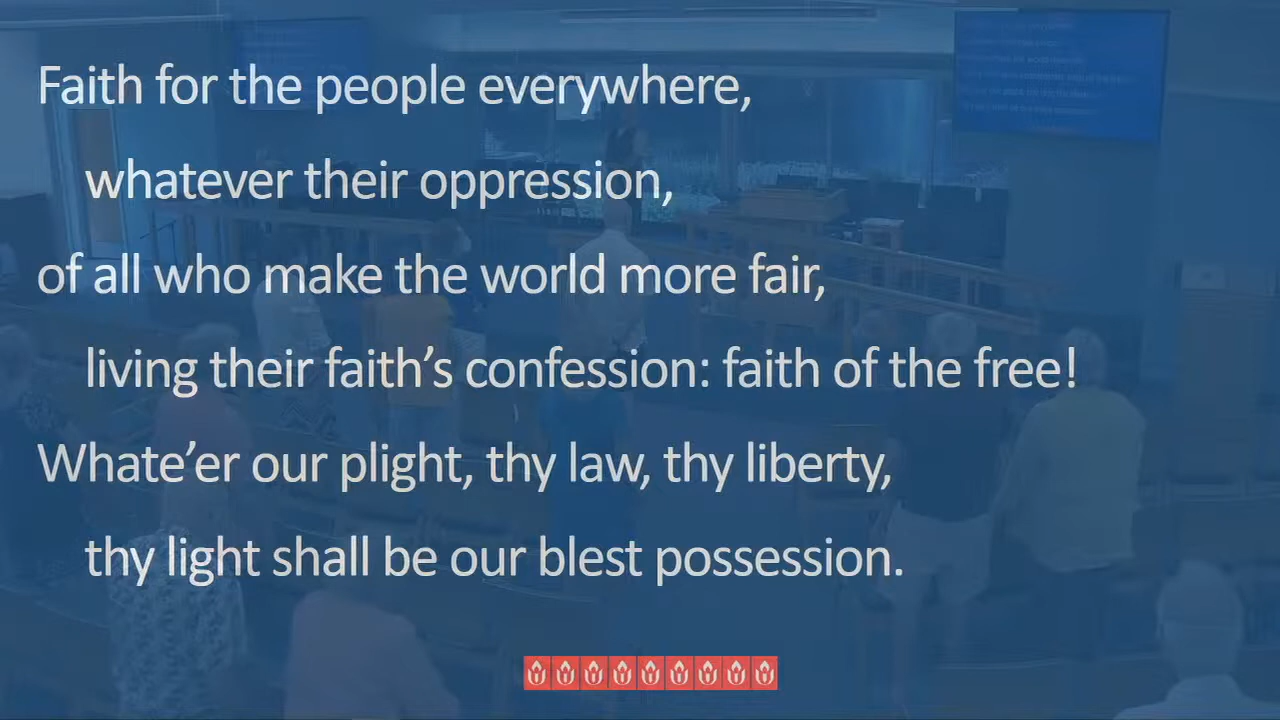 Faith for the people everywhere,
whatever their oppression,
of all who make the world more fair,
living their faith’s confession: faith of the free!
Whate’er our plight, thy law, thy liberty,
thy light shall be our blest possession.